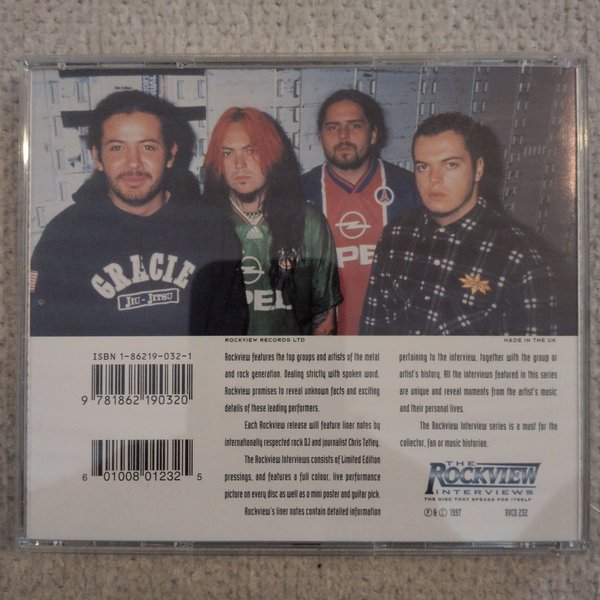 GRACIE
JIU-JITSU
OPEL
PEL
ROCKVIEW RECORDS LTD
MADE IN THE UK
ISBN 1-86219-032-1
9 781862 190320
6 01008 01232 5
Rockview features the top groups and artists of the metal
and rock generation. Dealing strictly with spoken word,
Rockview promises to reveal unknown facts and exciting
details of these leading performers.
Each Rockview release will feature liner notes by
internationally respected rock DJ and journalist Chris Tetley.
The Rockview Interviews consists of Limited Edition
pressings, and features a full colour, live performance
picture on every disc as well as a mini poster and guitar pick.
Rockview's liner notes contain detailed information
pertaining to the interview, together with the group or
artist's history. All the interviews featured in this series
are unique and reveal moments from the artist's music
and their personal lives.
The Rockview Interview series is a must for the
collector, fan or music historian.
THE
ROCKVIEW
INTERVIEWS
THE DISC THAT SPEAKS FOR ITSELF
℗ & © 1997 RVCD 232